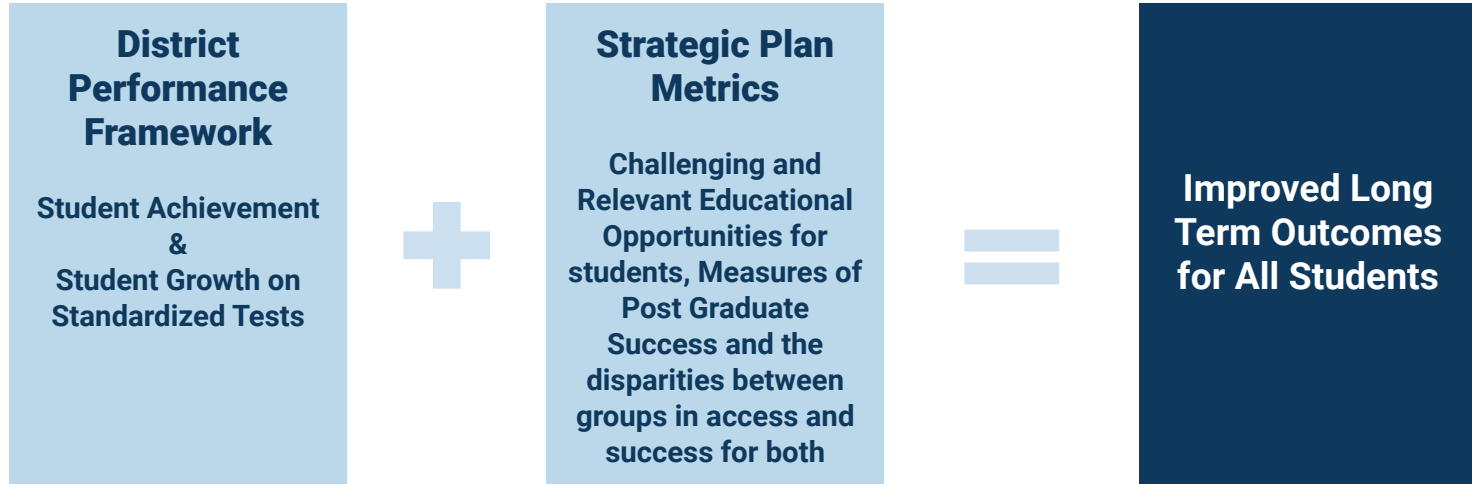 District
Performance
Framework
Student Achievement
&
Student Growth on
Standardized Tests
Strategic Plan
Metrics
Challenging and
Relevant Educational
Opportunities for
students, Measures of
Post Graduate
Success and the
disparities between
groups in access and
success for both
Improved Long
Term Outcomes
for All Students